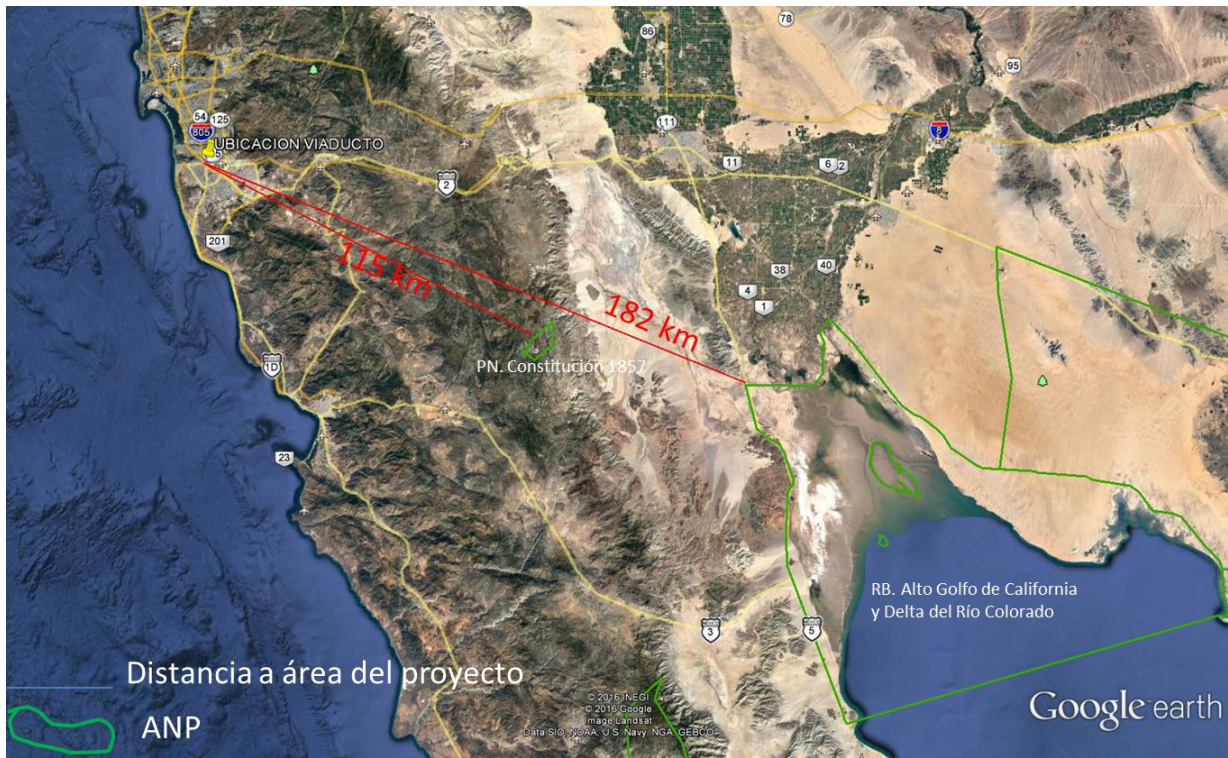 78
86
95
54
125
805
111
8
UBICACION VIADUCTO
5
2
11
6
2
201
115 km
38
40
4
1
182 km
PN. Constitución 1857
1D
23
RB. Alto Golfo de California
y Delta del Río Colorado
3
5
Distancia a área del proyecto
ANP
© 2016 INEGI
© 2016 Google
Image Landsat
Data SIO, NOAA, U.S. Navy, NGA, GEBCO
Google earth